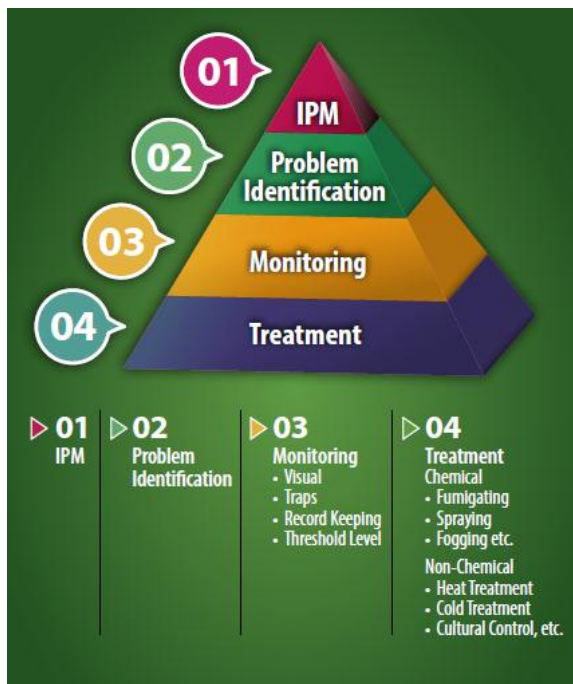 01
IPM
02
Problem
Identification
03
Monitoring
04
Treatment
01
IPM
02
Problem
Identification
03
Monitoring
• Visual
• Traps
• Record Keeping
• Threshold Level
04
Treatment
Chemical
• Fumigating
• Spraying
• Fogging etc.
Non-Chemical
• Heat Treatment
• Cold Treatment
• Cultural Control, etc.